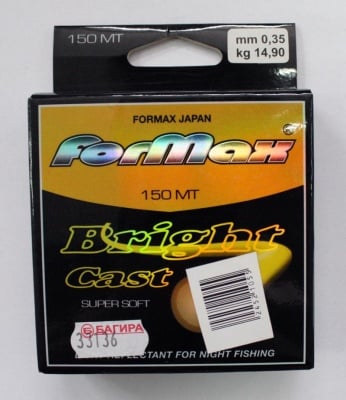 150 MT
mm 0,35
kg 14,90
FORMAX JAPAN
ForMax
150 MT
Bright
Cast
SUPER SOFT
БАГИРА
33136
REFLECTANT FOR NIGHT FISHING